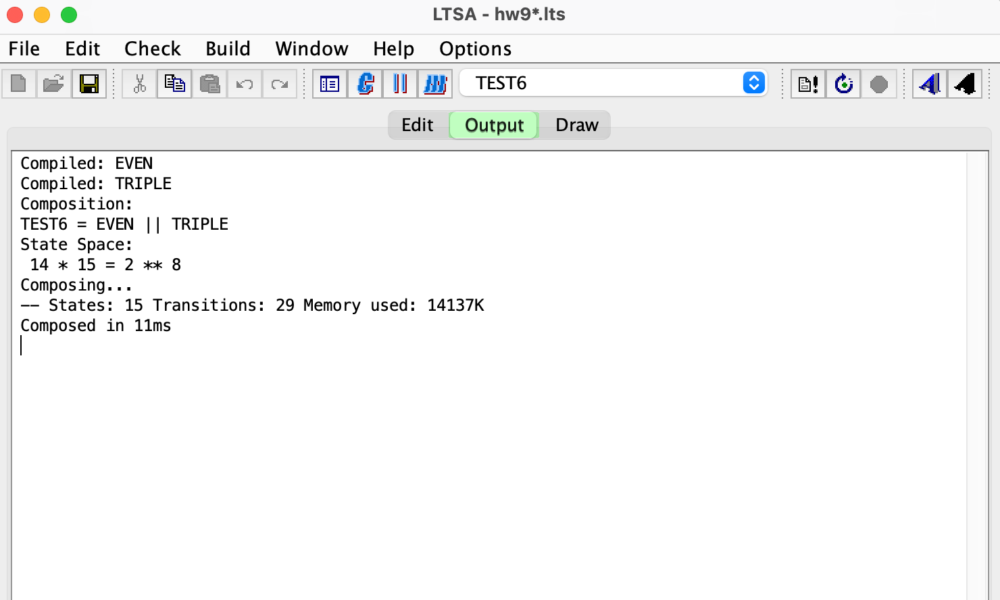 LTSA - hw9*.lts
File Edit Check Build Window Help Options
TEST6
Edit Output Draw
Compiled: EVEN
Compiled: TRIPLE
Composition:
TEST6 = EVEN || TRIPLE
State Space:
14 * 15 = 2 ** 8
Composing...
-- States: 15 Transitions: 29 Memory used: 14137K
Composed in 11ms